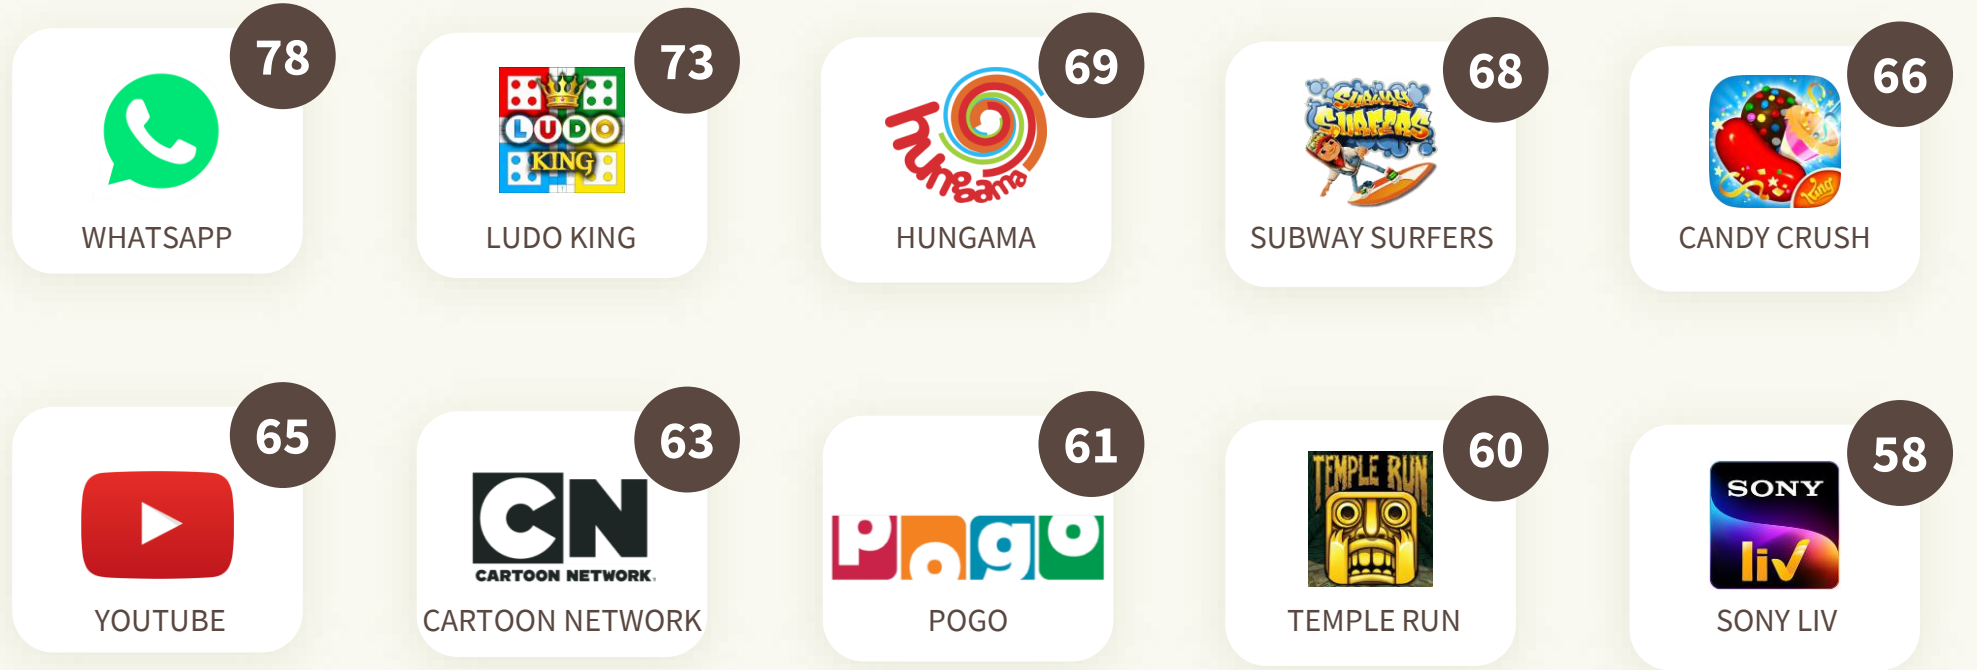 78
73
69
68
66
LUDO
KING
hungama
SUBWAY
SURFERS
King
WHATSAPP
LUDO KING
HUNGAMA
SUBWAY SURFERS
CANDY CRUSH
65
63
61
60
58
CN
CARTOON NETWORK.
pogo
TEMPLE RUN
SONY
liv
YOUTUBE
CARTOON NETWORK
POGO
TEMPLE RUN
SONY LIV